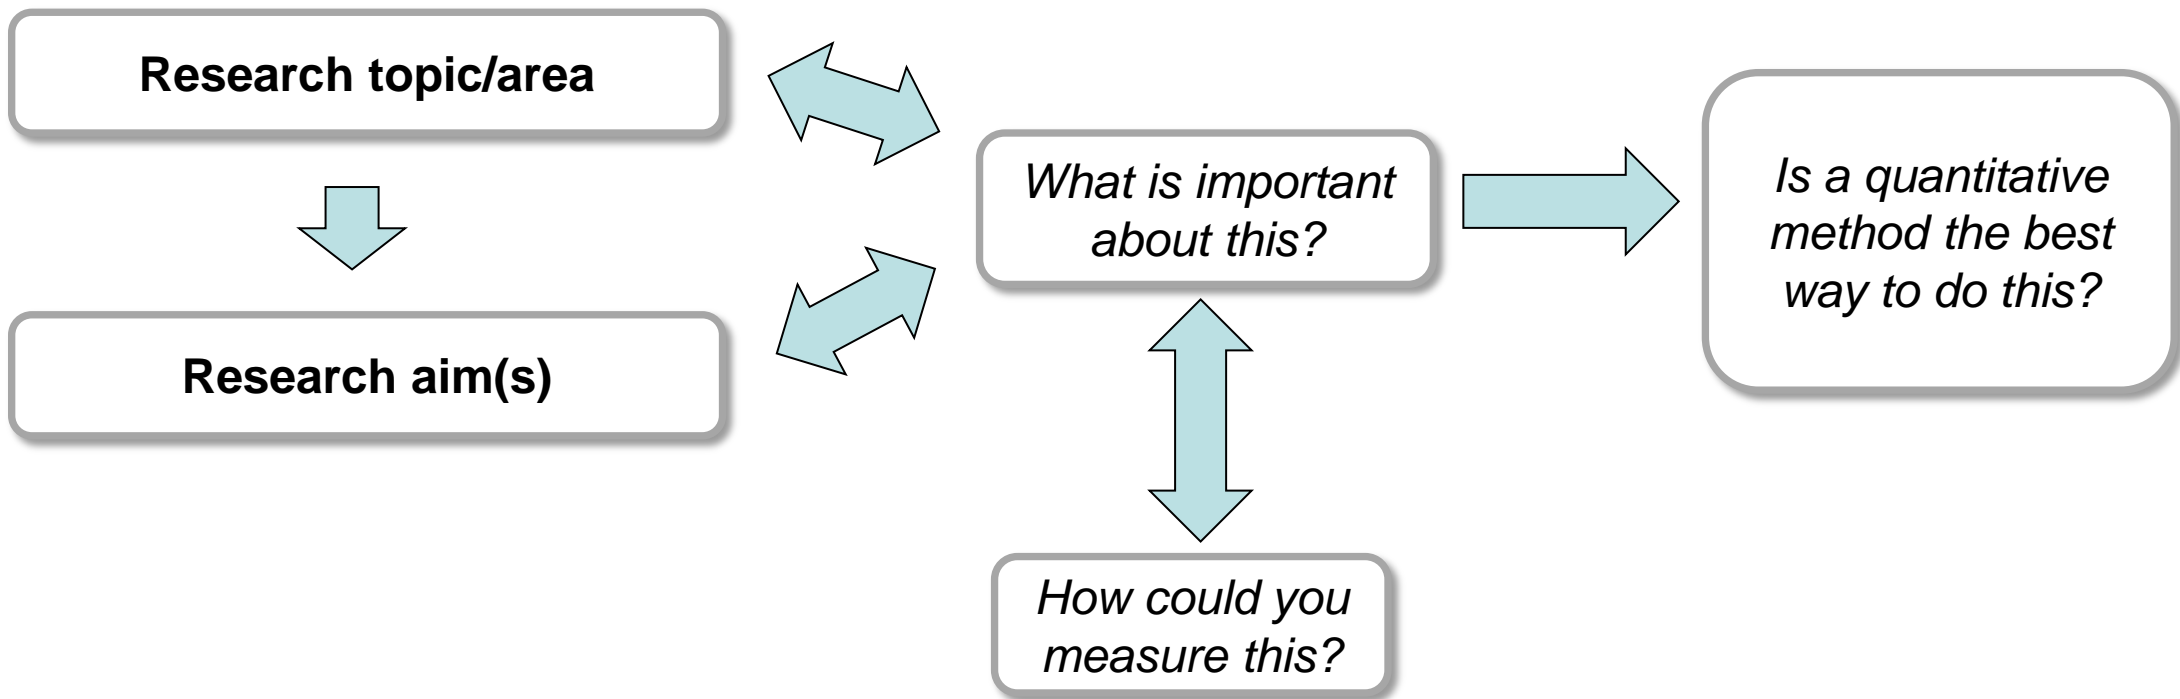 Research topic/area
What is important
about this?
Is a quantitative
method the best
way to do this?
Research aim(s)
How could you
measure this?